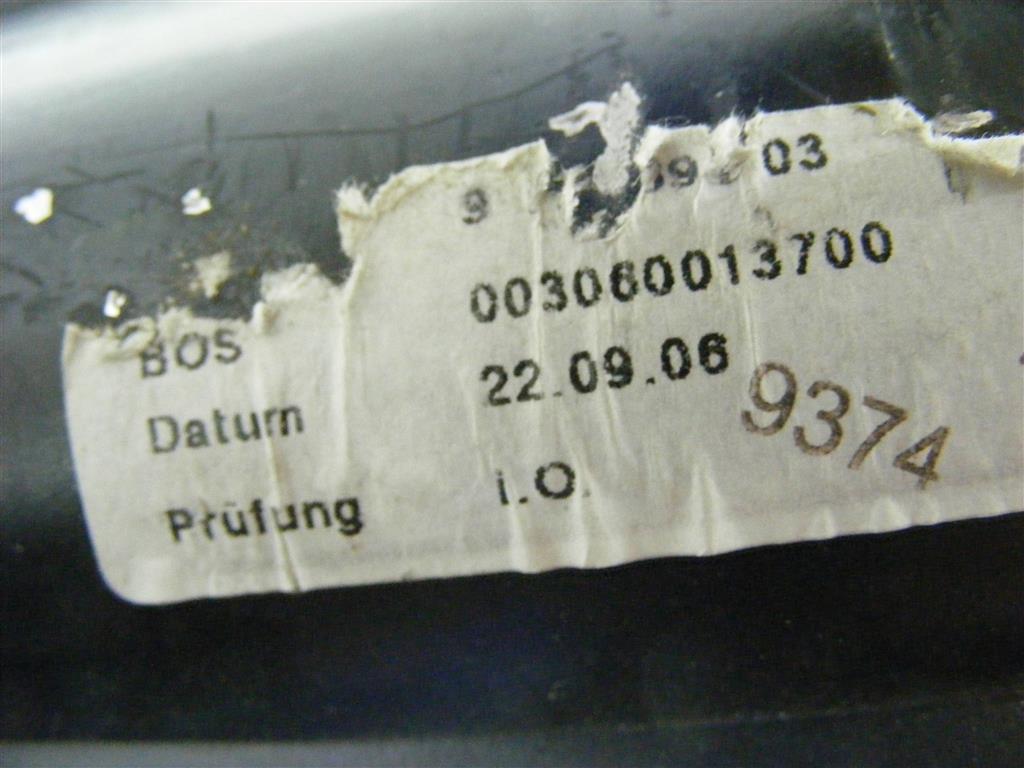 03
BOS 003060013700
Datum 22.09.06
9374
Prüfung i.O.